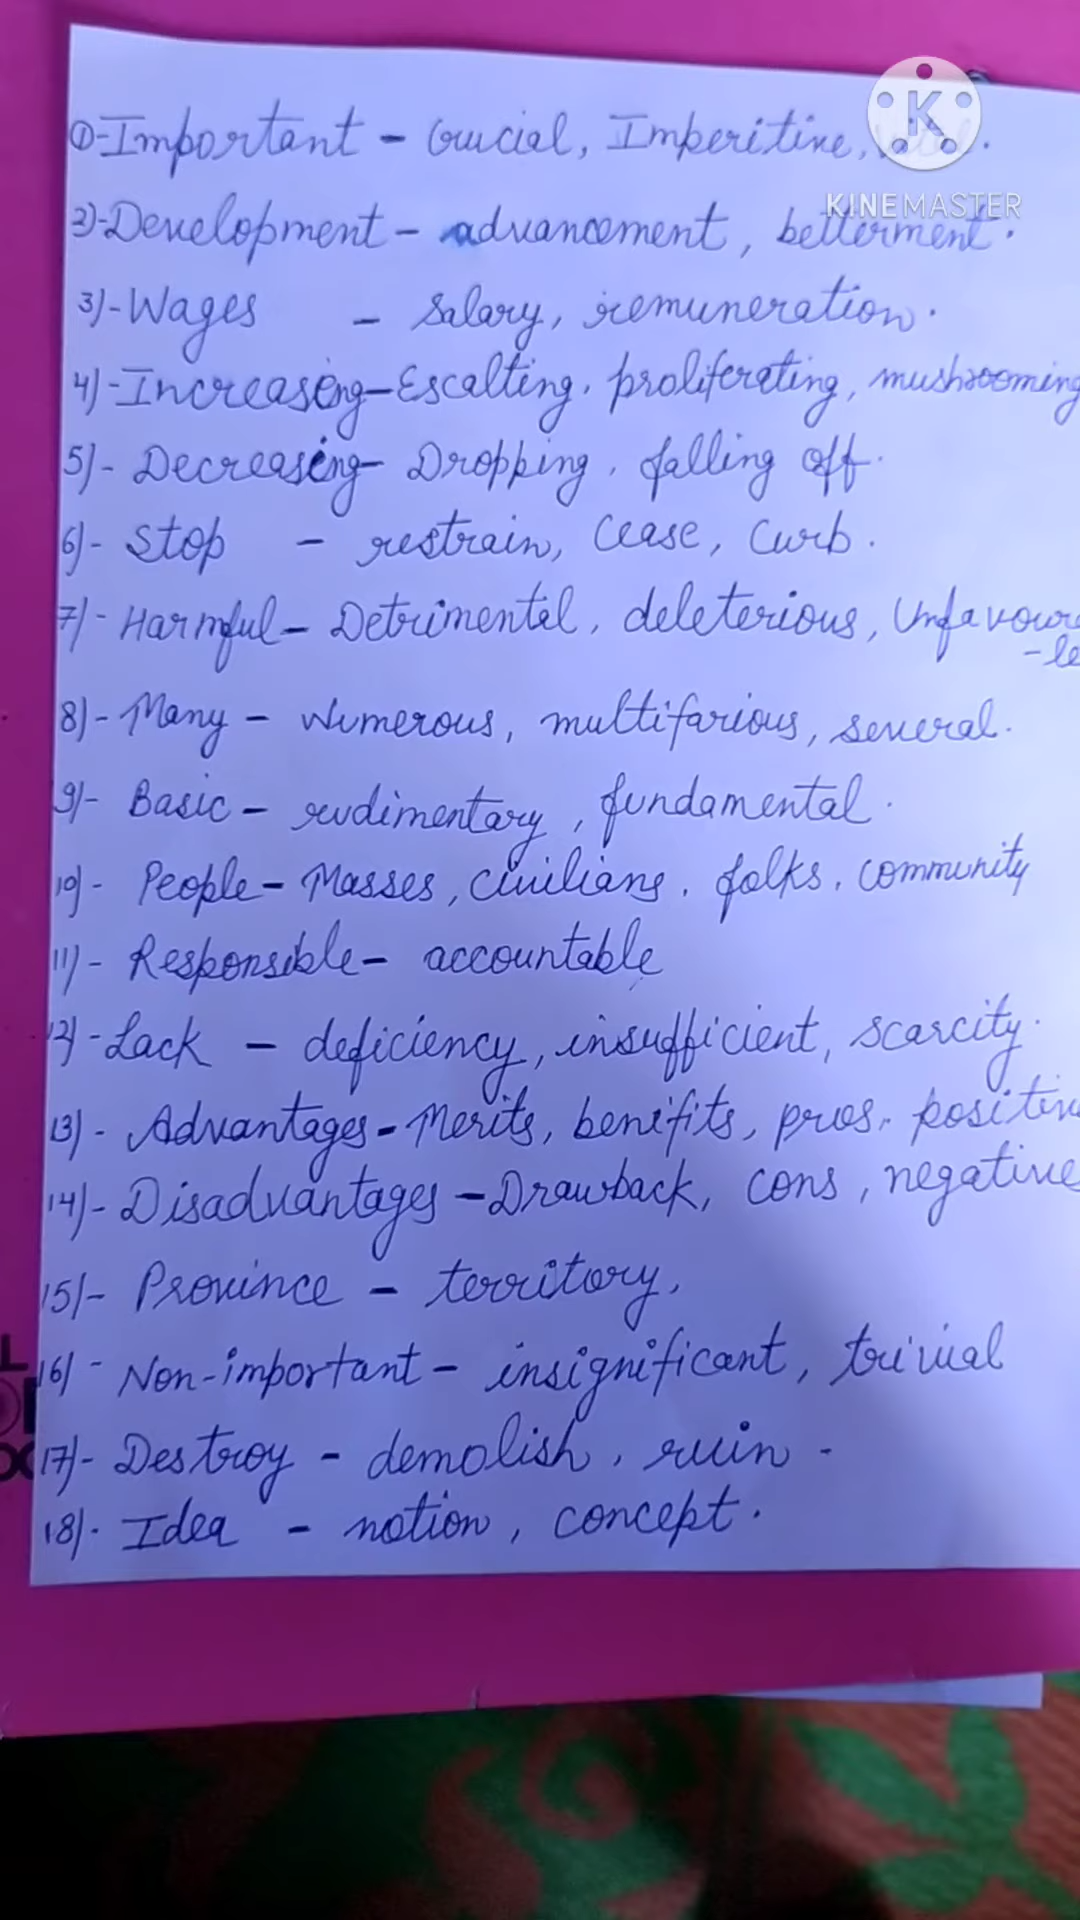 1)-Important - Crucial, Imperitive,
K
KINEMASTER
2)-Development - advancement, betterment.
3)-Wages - Salary, remuneration.
4)-Increasing-Escalting, proliferating, mushrooming
5)- Decreasing- Dropping, falling off.
6)- Stop - restrain, Cease, Curb.
7)- Harmful- Detrimental, deleterious, Unfavoura
-le
8)- Many - Numerous, multifarious, several.
9)- Basic - rudimentary, fundamental.
10)- People - Masses, civilians, folks, community
11)- Responsible- accountable
12)-Lack - deficiency, insufficient, scarcity.
13)- Advantages-Merits, benifits, pros, positive
14)- Disadvantages -Drawback, cons, negative
15)- Province - territory,
16)- Non-important - insignificant, trivial
17)- Destroy - demolish, ruin -
18)- Idea - notion, concept.